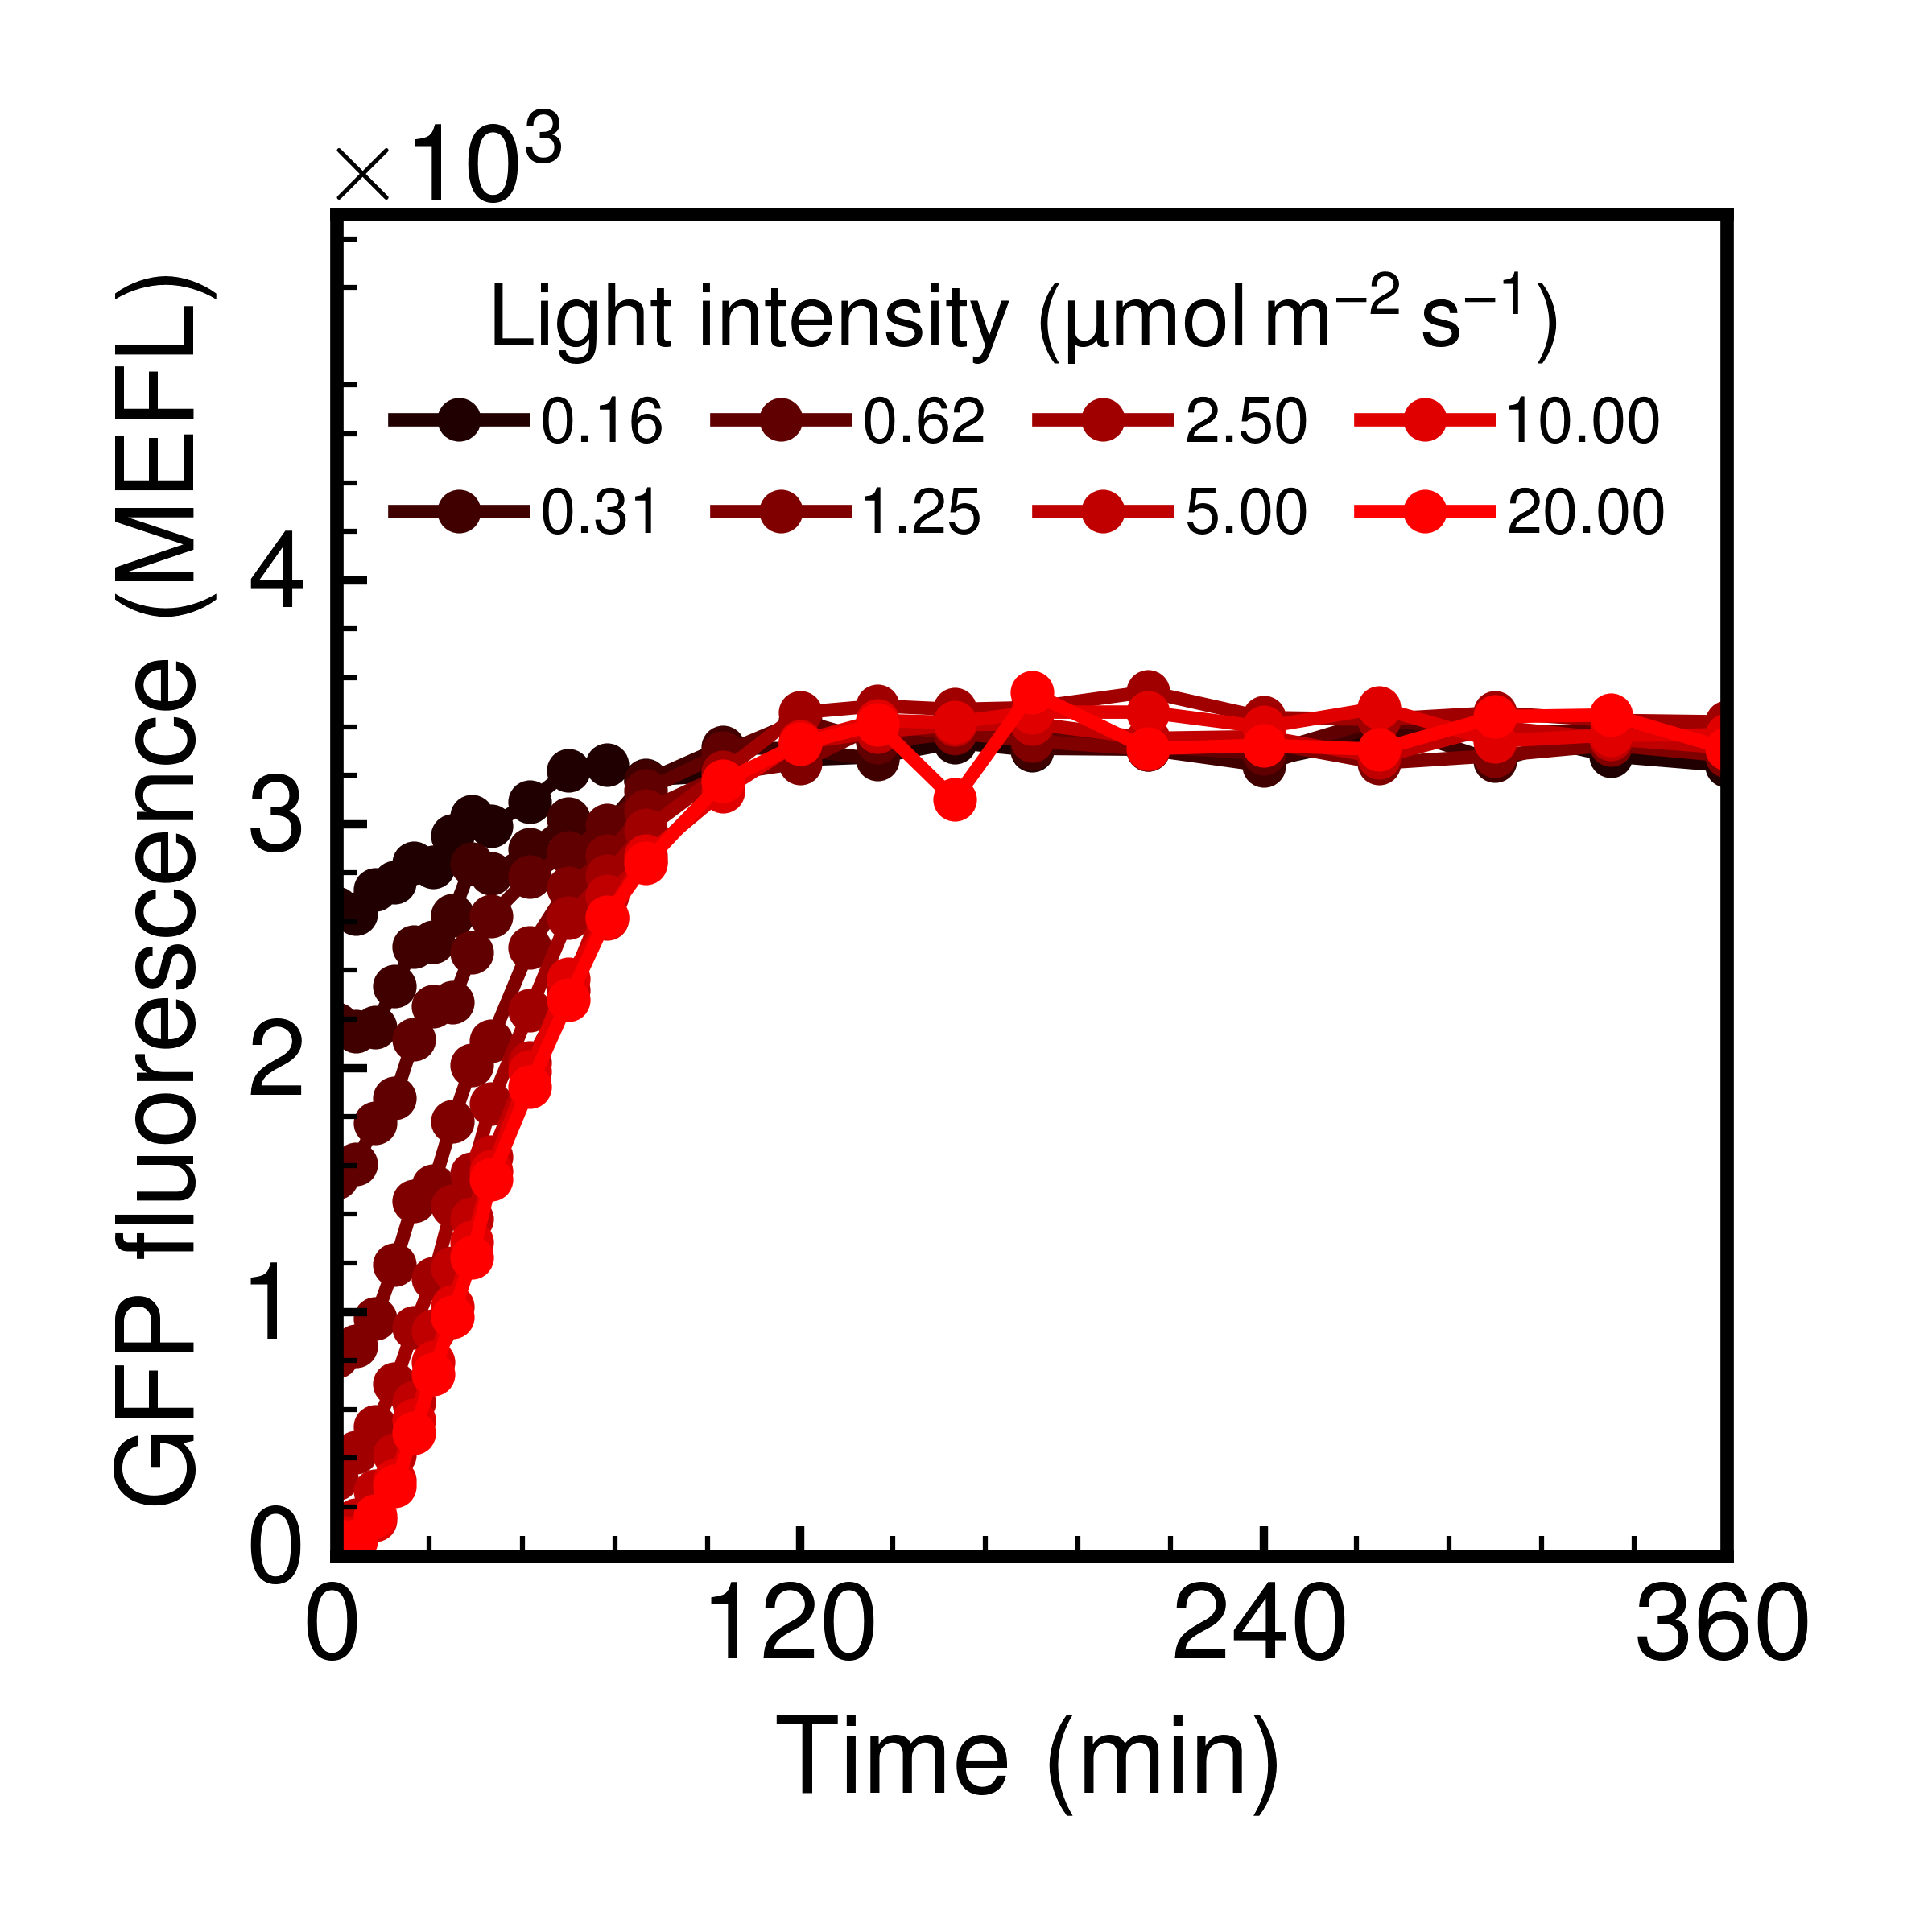 ×10³
GFP fluorescence (MEFL)
Light intensity (µmol m⁻² s⁻¹)
0.16 0.62 2.50 10.00
0.31 1.25 5.00 20.00
4
3
2
1
0
0 120 240 360
Time (min)